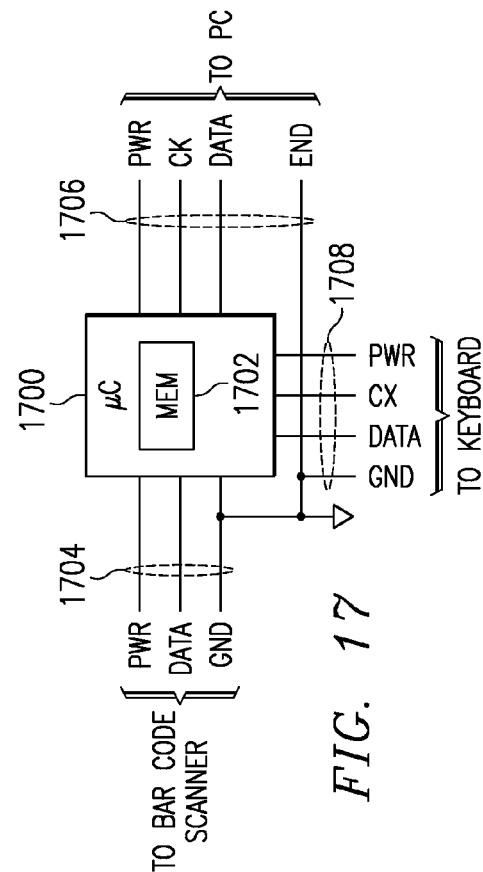 1700
1706
μC
MEM
1702
1704
PWR
DATA
GND
TO BAR CODE
SCANNER
PWR
CK
DATA
END
TO PC
1708
PWR
CX
DATA
GND
TO KEYBOARD
FIG. 17